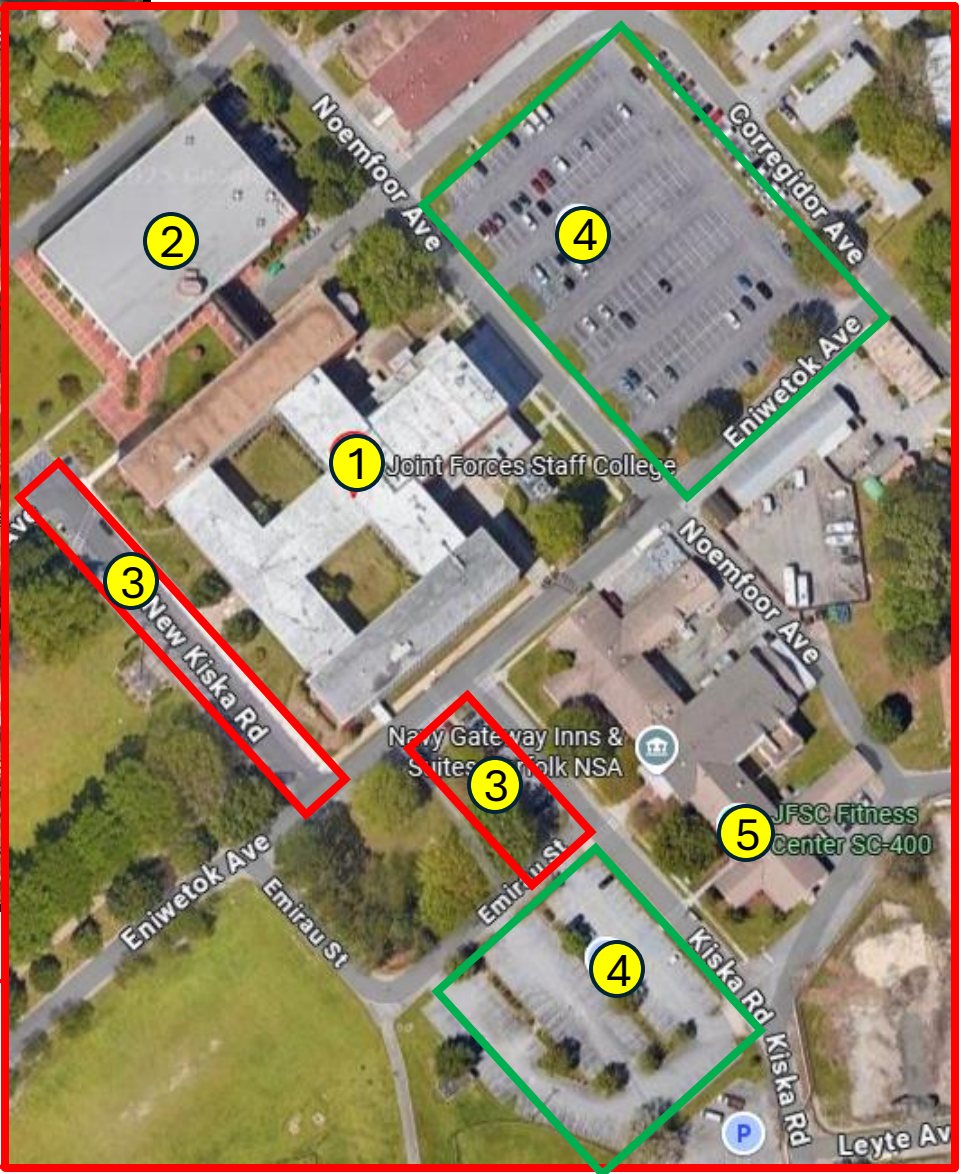 Noemfoor Ave
Corregidor Ave
2
4
Eniwetok Ave
1
Joint Forces Staff College
Ave
3
New Kiska Rd
Noemfoor Ave
Navy Gateway Inns &
Suites Norfolk NSA
3
5
JFSC Fitness
Center SC-400
Eniwetok Ave
Emirau St
Emirau St
4
Kiska Rd
Kiska Rd
P
Leyte Av